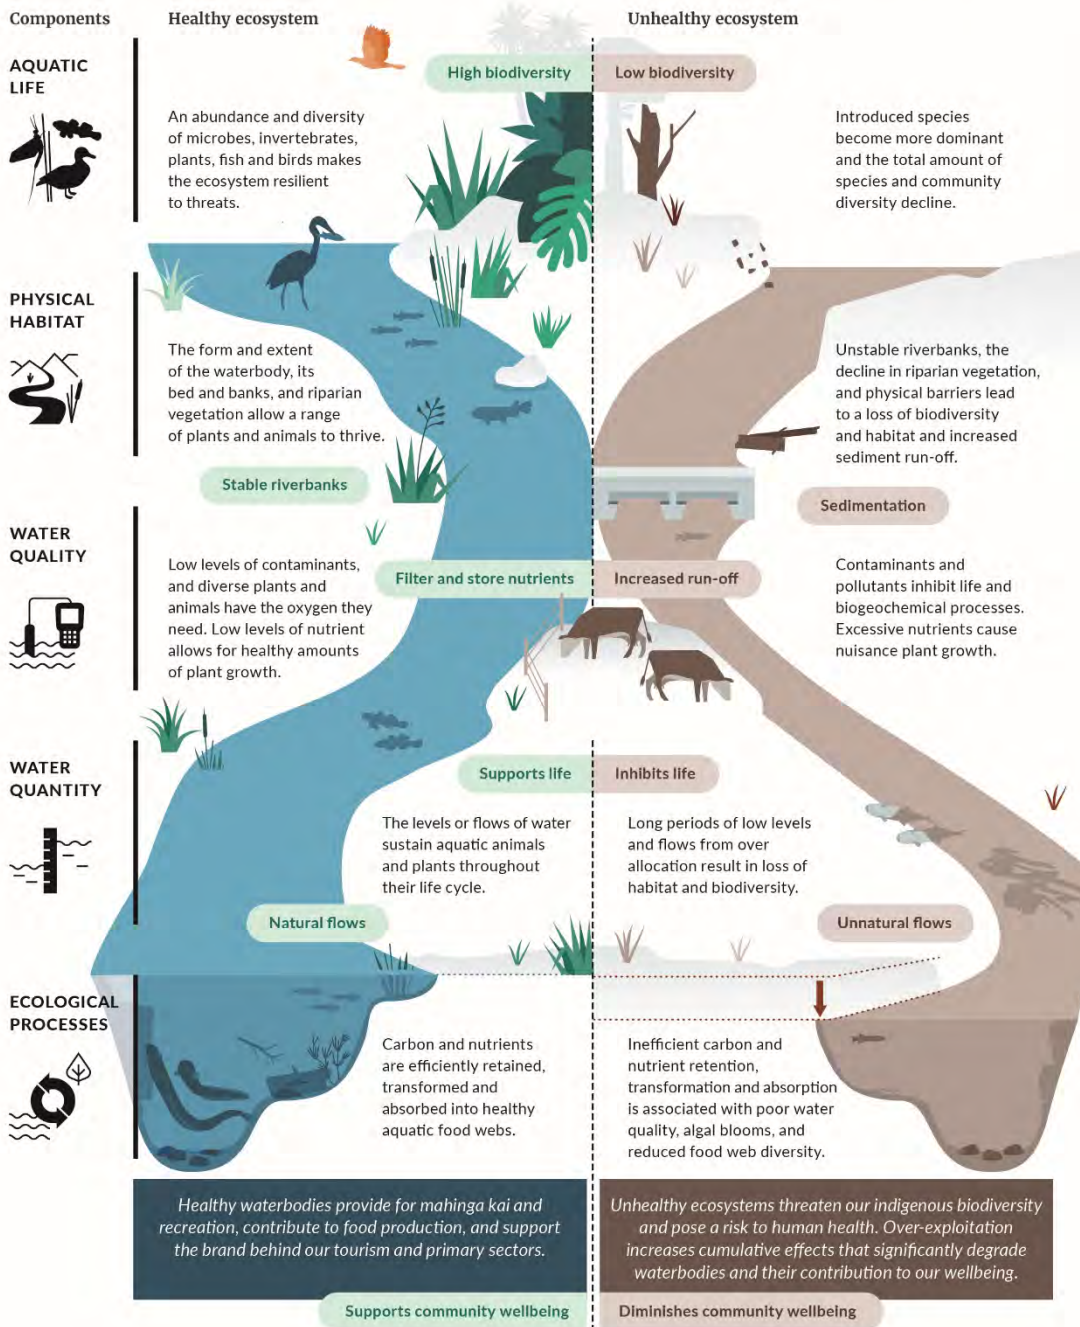 Components
Healthy ecosystem
Unhealthy ecosystem
AQUATIC
LIFE
High biodiversity
Low biodiversity
An abundance and diversity
of microbes, invertebrates,
plants, fish and birds makes
the ecosystem resilient
to threats.
Introduced species
become more dominant
and the total amount of
species and community
diversity decline.
PHYSICAL
HABITAT
The form and extent
of the waterbody, its
bed and banks, and riparian
vegetation allow a range
of plants and animals to thrive.
Unstable riverbanks, the
decline in riparian vegetation,
and physical barriers lead
to a loss of biodiversity
and habitat and increased
sediment run-off.
Stable riverbanks
Sedimentation
WATER
QUALITY
Low levels of contaminants,
and diverse plants and
animals have the oxygen they
need. Low levels of nutrient
allows for healthy amounts
of plant growth.
Filter and store nutrients
Increased run-off
Contaminants and
pollutants inhibit life and
biogeochemical processes.
Excessive nutrients cause
nuisance plant growth.
WATER
QUANTITY
Supports life
Inhibits life
The levels or flows of water
sustain aquatic animals
and plants throughout
their life cycle.
Long periods of low levels
and flows from over
allocation result in loss of
habitat and biodiversity.
Natural flows
Unnatural flows
ECOLOGICAL
PROCESSES
Carbon and nutrients
are efficiently retained,
transformed and
absorbed into healthy
aquatic food webs.
Inefficient carbon and
nutrient retention,
transformation and absorption
is associated with poor water
quality, algal blooms, and
reduced food web diversity.
Healthy waterbodies provide for mahinga kai and
recreation, contribute to food production, and support
the brand behind our tourism and primary sectors.
Unhealthy ecosystems threaten our indigenous biodiversity
and pose a risk to human health. Over-exploitation
increases cumulative effects that significantly degrade
waterbodies and their contribution to our wellbeing.
Supports community wellbeing
Diminishes community wellbeing